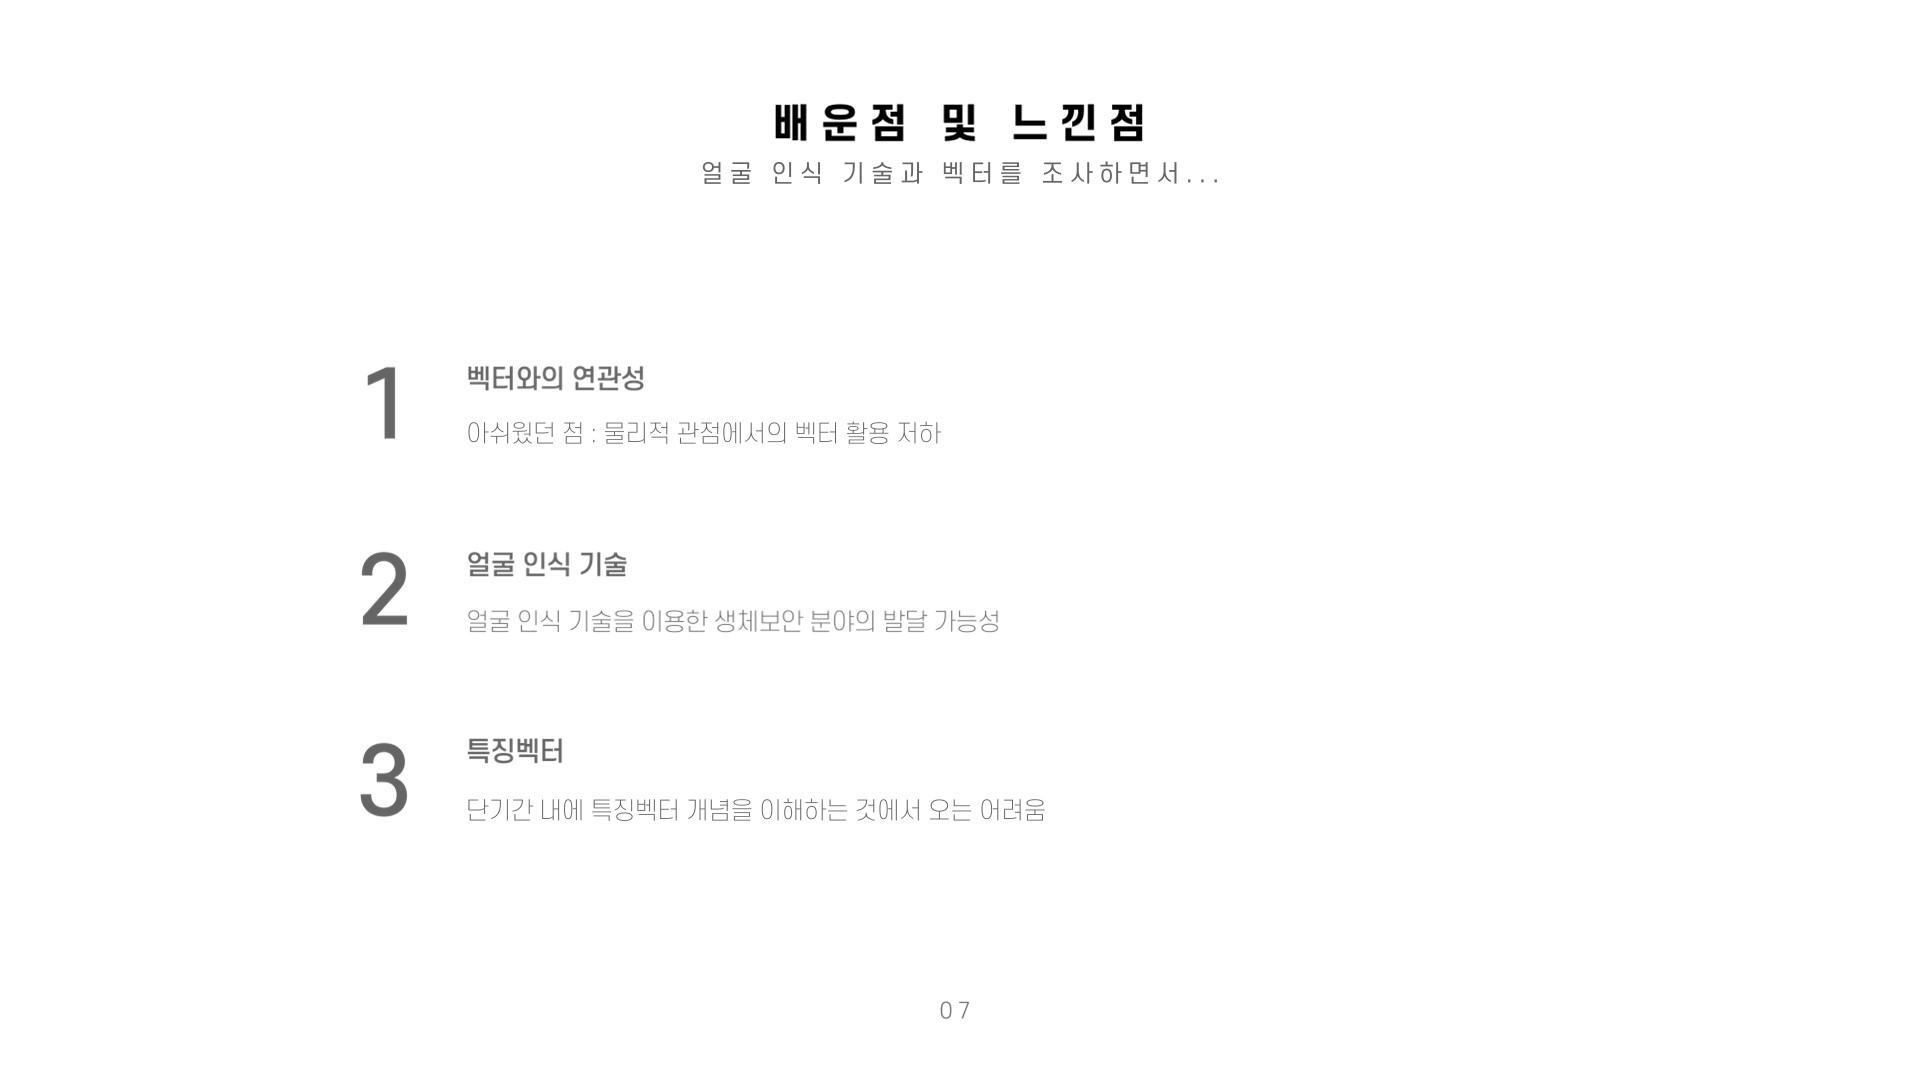 배운점 및 느낀점
얼굴 인식 기술과 벡터를 조사하면서...
1
벡터와의 연관성
아쉬웠던 점 : 물리적 관점에서의 벡터 활용 저하
2
얼굴 인식 기술
얼굴 인식 기술을 이용한 생체보안 분야의 발달 가능성
3
특징벡터
단기간 내에 특징벡터 개념을 이해하는 것에서 오는 어려움
07